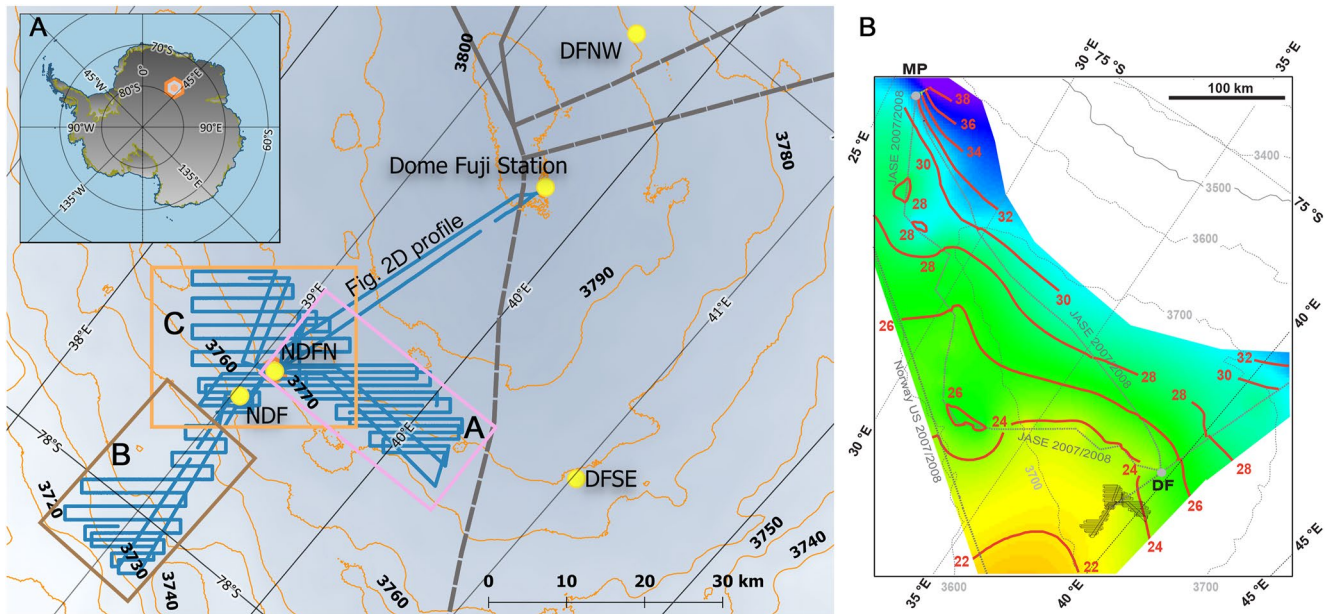 A
70°S
0°
45°W
80°S
45°E
90°W
90°E
60°S
135°W
135°E
3800
DFNW
3780
Dome Fuji Station
Fig. 2D profile
3790
39°E
40°E
41°E
C
38°E
3760
NDFN
3770
NDF
40°E
A
B
78°S
DFSE
3720
3730
3740
78°S
3750
3740
3760
0 10 20 30 km
B
30 °E
75 °S
35 °E
MP
100 km
38
36
34
25 °E
JASE 2007/2008
30
32
28
28
3400
3500
75 °S
3600
28
30
3700
40 °E
26
JASE 2007/2008
28
32
30
28
Norway US 2007/2008
26
24
JASE 2007/2008
24
28
30 °E
DF
26
3700
24
22
22
45 °E
35 °E
3600
40 °E
3700
45 °E